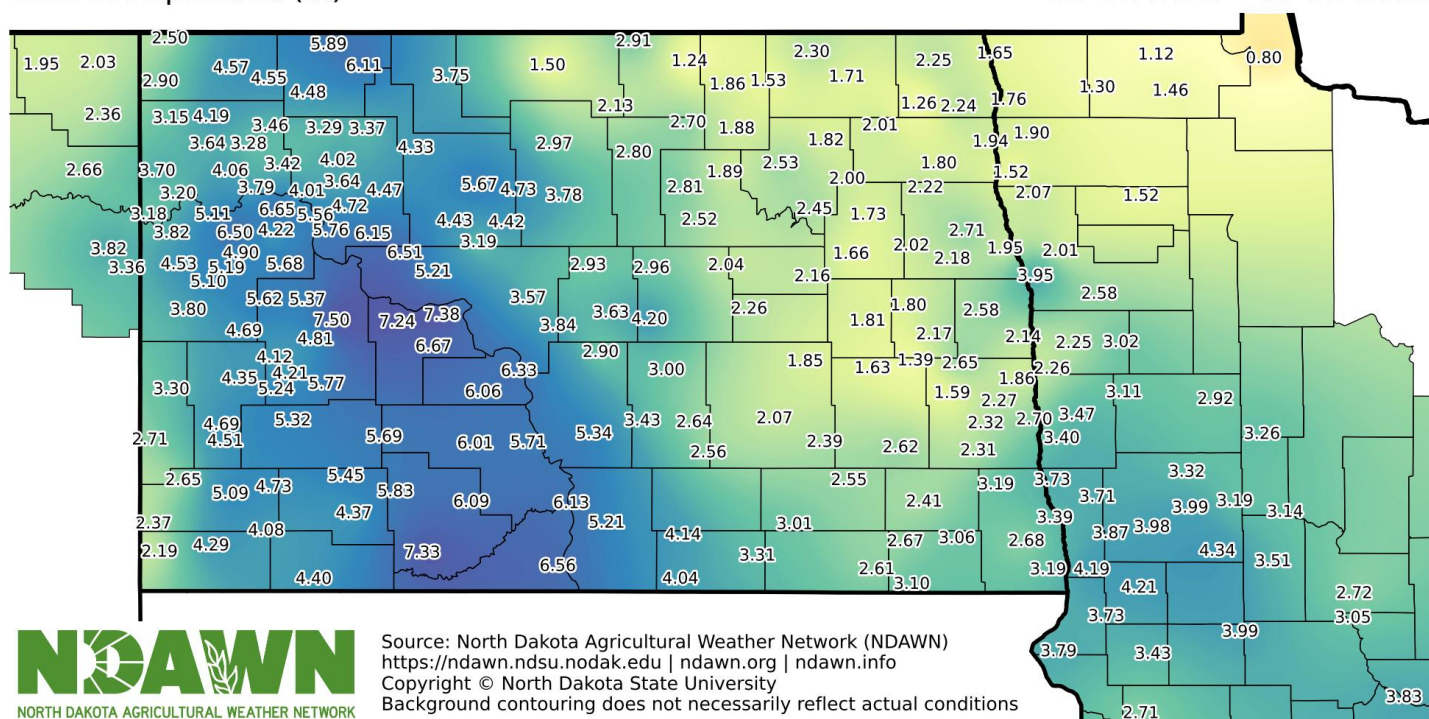 2.50 5.89 2.91 2.30 1.65 1.12
1.95 2.03 4.57 6.11 1.50 1.24 2.25 0.80
2.90 4.55 4.48 3.75 1.86 1.53 1.71 1.30 1.46
2.36 3.15 4.19 2.13 1.26 2.24 1.76
3.46 3.29 3.37 2.70 1.88 2.01
3.64 3.28 4.33 2.97 2.80 1.82 1.94 1.90
2.66 3.70 4.06 3.42 4.02 1.89 2.53 1.80 1.52
3.20 3.79 4.01 3.64 4.47 5.67 4.73 3.78 2.81 2.00 2.22 2.07 1.52
3.18 5.11 6.65 5.56 4.72 4.43 4.42 2.52 2.45 1.73
3.82 6.50 4.22 5.76 6.15 3.19 2.71
3.82 4.90 6.51 1.66 2.02 1.95 2.01
3.36 4.53 5.19 5.68 5.21 2.93 2.96 2.04 2.16 2.18 3.95
5.10
3.80 5.62 5.37 3.57 2.26 1.80 2.58 2.58
4.69 7.50 7.24 7.38 3.84 3.63 4.20 1.81
4.81 6.67 2.90 2.17 2.14 2.25 3.02
4.12 6.33 3.00 1.85 1.63 1.39 2.65 2.26
3.30 4.35 4.21 5.24 5.77 6.06 1.59 1.86 3.11 2.92
4.69 5.32 3.43 2.64 2.07 2.27 2.32 2.70 3.47
2.71 4.51 5.69 6.01 5.71 5.34 2.56 2.39 2.62 2.31 3.40 3.26
2.65 5.09 4.73 5.45 5.83 2.55 3.19 3.73 3.32
2.37 4.37 6.09 6.13 2.41 3.71 3.99 3.19 3.14
4.08 5.21 4.14 3.01 3.39 3.87 3.98
2.19 4.29 7.33 6.56 3.31 2.67 3.06 2.68 4.34 3.51
4.40 4.04 2.61 3.10 3.19 4.19 4.21 2.72
3.73 3.99 3.05
3.79 3.43
2.71 3.83
NDAWN
NORTH DAKOTA AGRICULTURAL WEATHER NETWORK
Source: North Dakota Agricultural Weather Network (NDAWN)
https://ndawn.ndsu.nodak.edu | ndawn.org | ndawn.info
Copyright © North Dakota State University
Background contouring does not necessarily reflect actual conditions